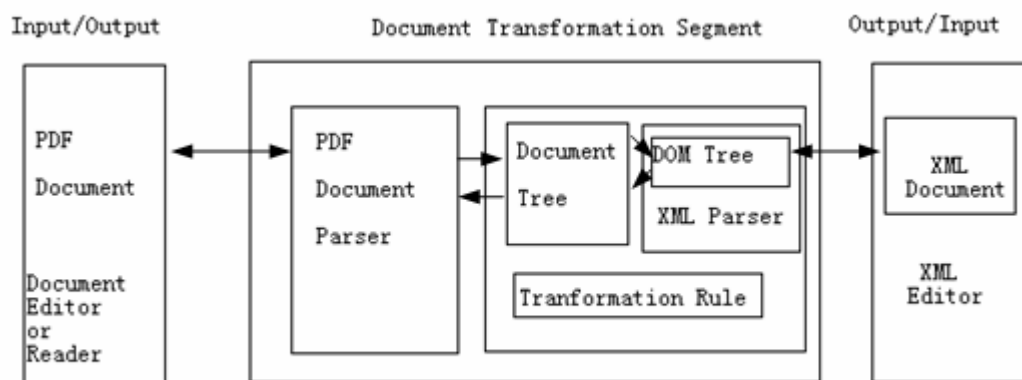 Input/Output
Document Transformation Segment
Output/Input
PDF
Document
Document
Editor
or
Reader
PDF
Document
Parser
Document
Tree
DOM Tree
XML Parser
Tranformation Rule
XML
Document
XML
Editor